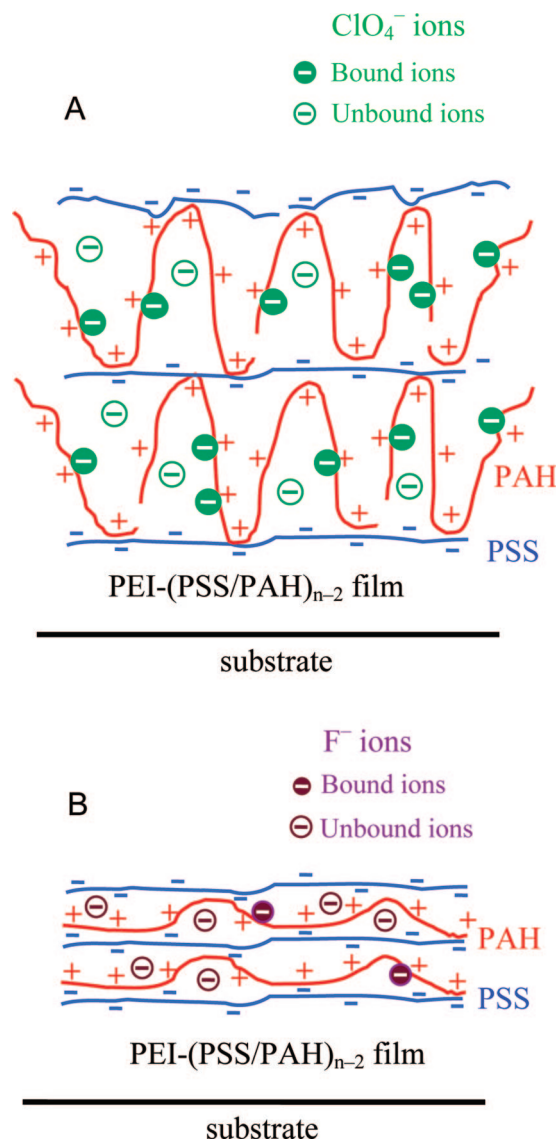 ClO₄⁻ ions
Bound ions
Unbound ions
A
PAH
PSS
PEI-(PSS/PAH)ₙ₋₂ film
substrate
F⁻ ions
Bound ions
Unbound ions
B
PAH
PSS
PEI-(PSS/PAH)ₙ₋₂ film
substrate